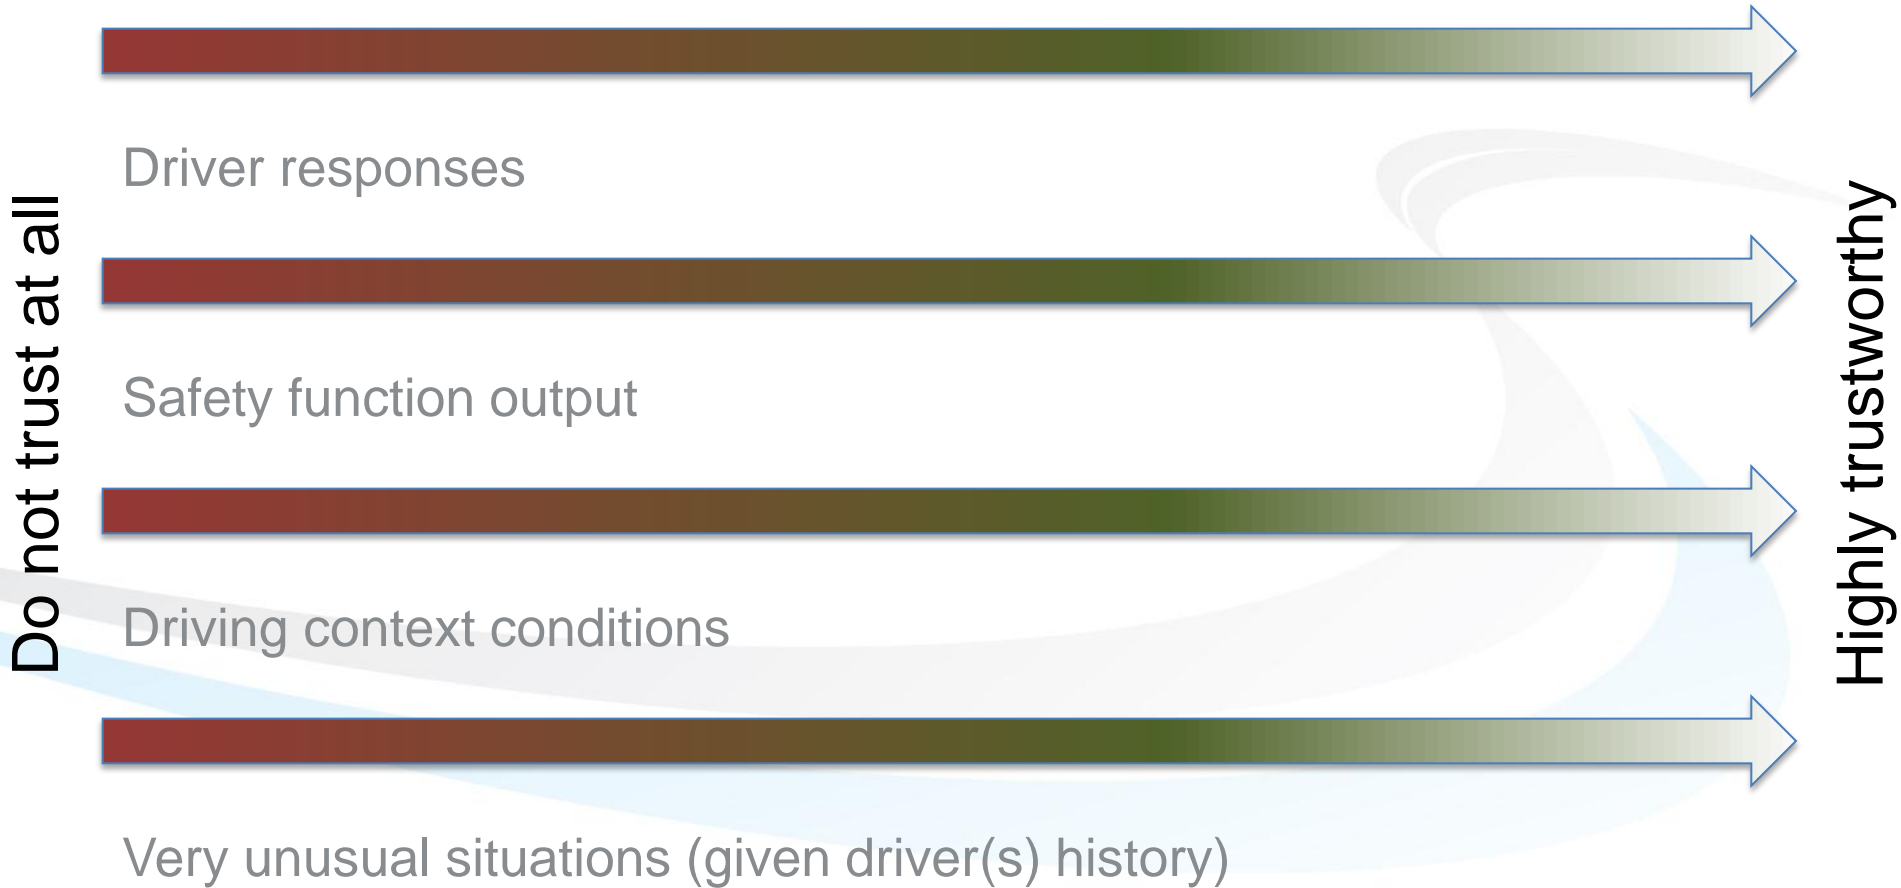 Do not trust at all
Driver responses
Safety function output
Driving context conditions
Very unusual situations (given driver(s) history)
Highly trustworthy